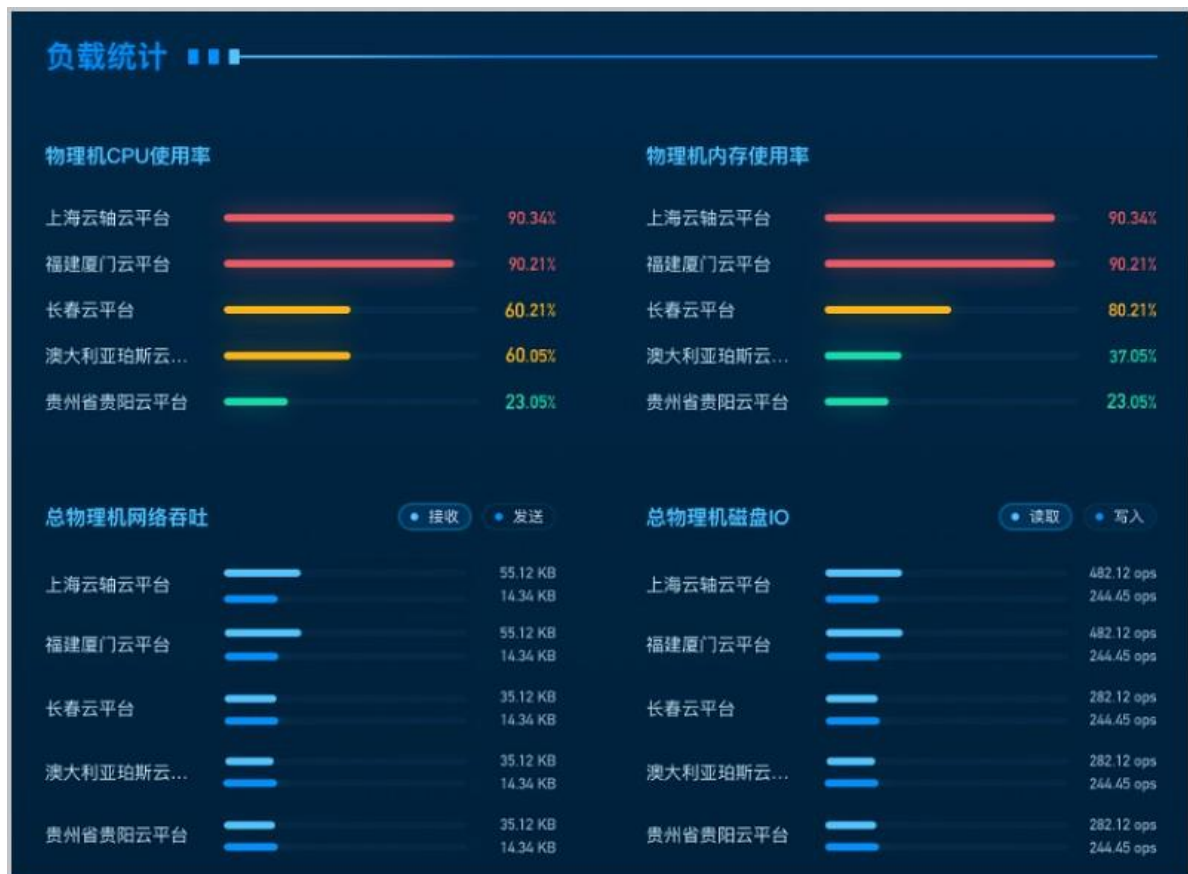 负载统计
物理机CPU使用率
上海云轴云平台 90.34%
福建厦门云平台 90.21%
长春云平台 60.21%
澳大利亚珀斯云... 60.05%
贵州省贵阳云平台 23.05%
物理机内存使用率
上海云轴云平台 90.34%
福建厦门云平台 90.21%
长春云平台 80.21%
澳大利亚珀斯云... 37.05%
贵州省贵阳云平台 23.05%
总物理机网络吞吐 接收 发送
上海云轴云平台 55.12 KB
14.34 KB
福建厦门云平台 55.12 KB
14.34 KB
长春云平台 35.12 KB
14.34 KB
澳大利亚珀斯云... 35.12 KB
14.34 KB
贵州省贵阳云平台 35.12 KB
14.34 KB
总物理机磁盘IO 读取 写入
上海云轴云平台 482.12 ops
244.45 ops
福建厦门云平台 482.12 ops
244.45 ops
长春云平台 282.12 ops
244.45 ops
澳大利亚珀斯云... 282.12 ops
244.45 ops
贵州省贵阳云平台 282.12 ops
244.45 ops